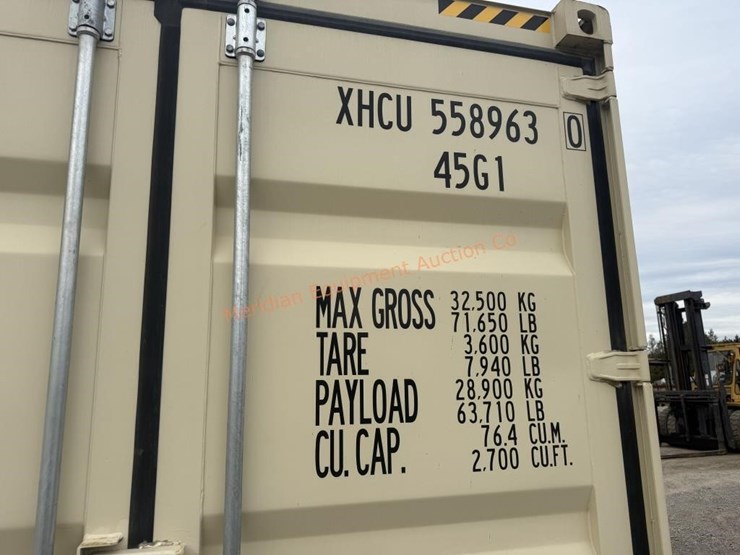 XHCU 558963 0
45G1
Meridian Equipment Auction Co
MAX GROSS 32,500 KG
71,650 LB
TARE 3,600 KG
7,940 LB
PAYLOAD 28,900 KG
63,710 LB
CU. CAP. 76.4 CU.M.
2,700 CU.FT.